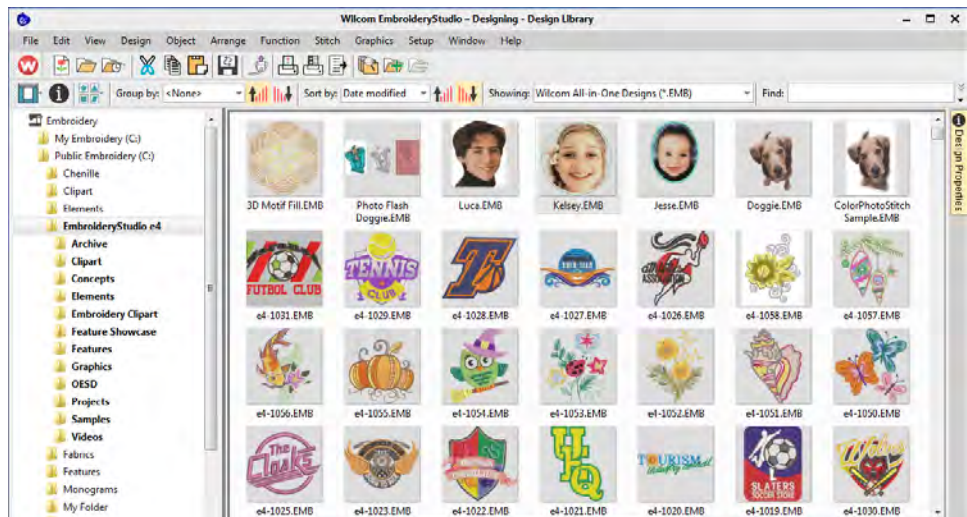 Wilcom EmbroideryStudio – Designing - Design Library
File Edit View Design Object Arrange Function Stitch Graphics Setup Window Help
Group by: <None> Sort by: Date modified Showing: Wilcom All-in-One Designs (*.EMB) Find:
Embroidery
My Embroidery (C:)
Public Embroidery (C:)
Chenille
Clipart
Elements
EmbroideryStudio e4
Archive
Clipart
Concepts
Elements
Embroidery Clipart
Feature Showcase
Features
Graphics
OESD
Projects
Samples
Videos
Fabrics
Features
Monograms
My Folder
3D Motif Fill.EMB
Photo Flash
Doggie.EMB
Luca.EMB
Kelsey.EMB
Jesse.EMB
Doggie.EMB
ColorPhotoStitch
Sample.EMB
FUTBOL CLUB
TENNIS
CLUB
ASSOCIATION
e4-1031.EMB e4-1029.EMB e4-1028.EMB e4-1027.EMB e4-1026.EMB e4-1058.EMB e4-1057.EMB
e4-1056.EMB e4-1055.EMB e4-1054.EMB e4-1053.EMB e4-1052.EMB e4-1051.EMB e4-1050.EMB
The
Clasks
UFQ
TOURISM
SLATERS
SOCCER STORE
e4-1025.EMB e4-1023.EMB e4-1022.EMB e4-1021.EMB e4-1020.EMB e4-1019.EMB e4-1030.EMB
Design Properties